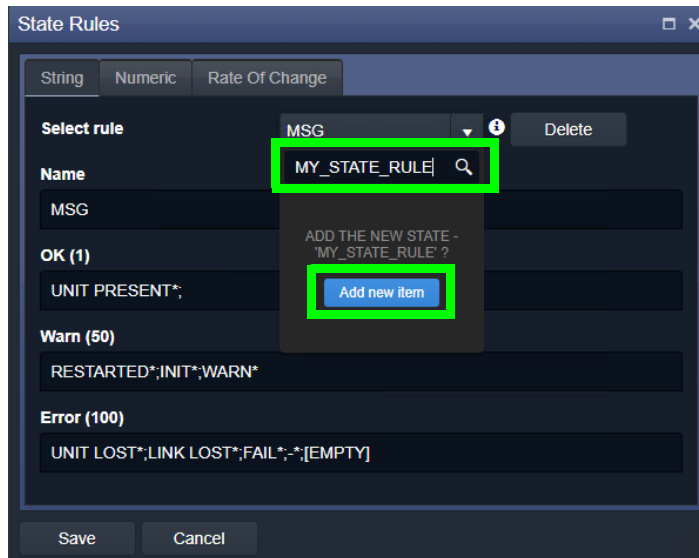 State Rules
String Numeric Rate Of Change
Select rule MSG Delete
MY_STATE_RULE
Name
MSG
ADD THE NEW STATE -
'MY_STATE_RULE' ?
OK (1)
UNIT PRESENT*;
Add new item
Warn (50)
RESTARTED*;INIT*;WARN*
Error (100)
UNIT LOST*;LINK LOST*;FAIL*;-*;[EMPTY]
Save Cancel